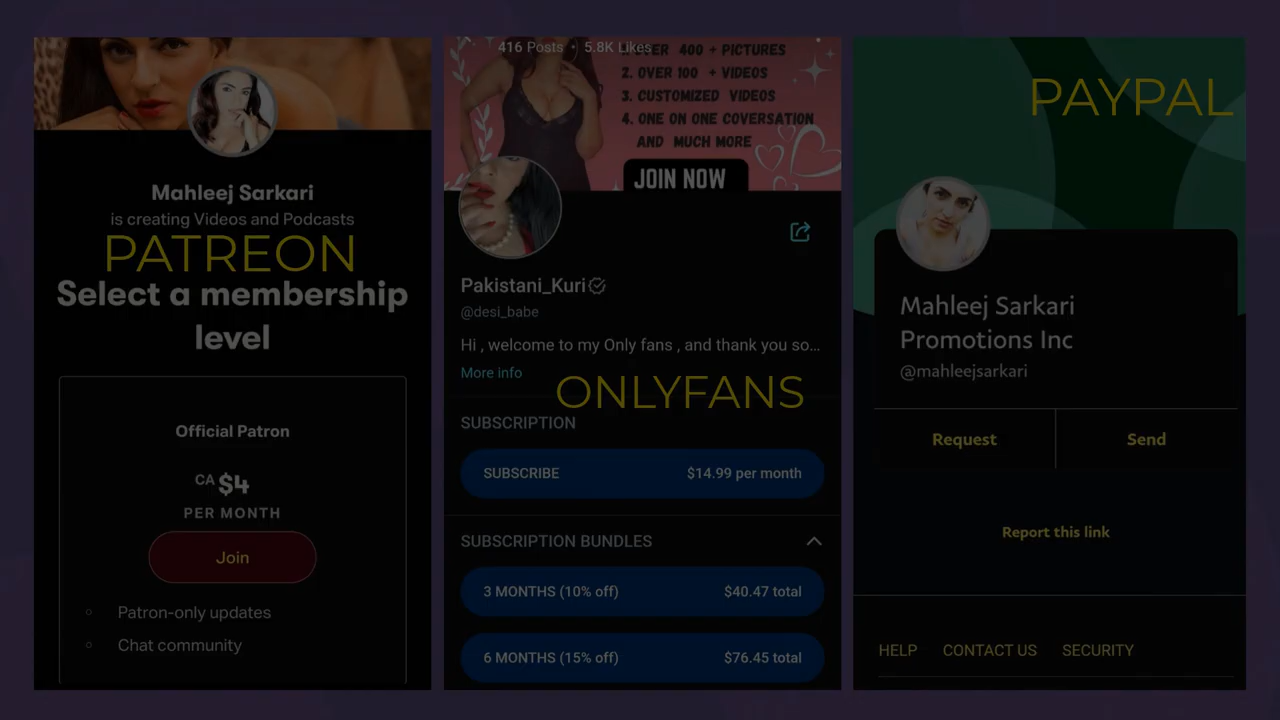 Mahleej Sarkari
is creating Videos and Podcasts
PATREON
Select a membership
level
Official Patron
CA $4
PER MONTH
Join
Patron-only updates
Chat community
416 Posts • 5.8K Likes
OVER 400 + PICTURES
2. OVER 100 + VIDEOS
3. CUSTOMIZED VIDEOS
4. ONE ON ONE COVERSATION
AND MUCH MORE
JOIN NOW
Pakistani_Kuri
@desi_babe
Hi , welcome to my Only fans , and thank you so...
More info
ONLYFANS
SUBSCRIPTION
SUBSCRIBE $14.99 per month
SUBSCRIPTION BUNDLES
3 MONTHS (10% off) $40.47 total
6 MONTHS (15% off) $76.45 total
PAYPAL
Mahleej Sarkari
Promotions Inc
@mahleejsarkari
Request Send
Report this link
HELP CONTACT US SECURITY